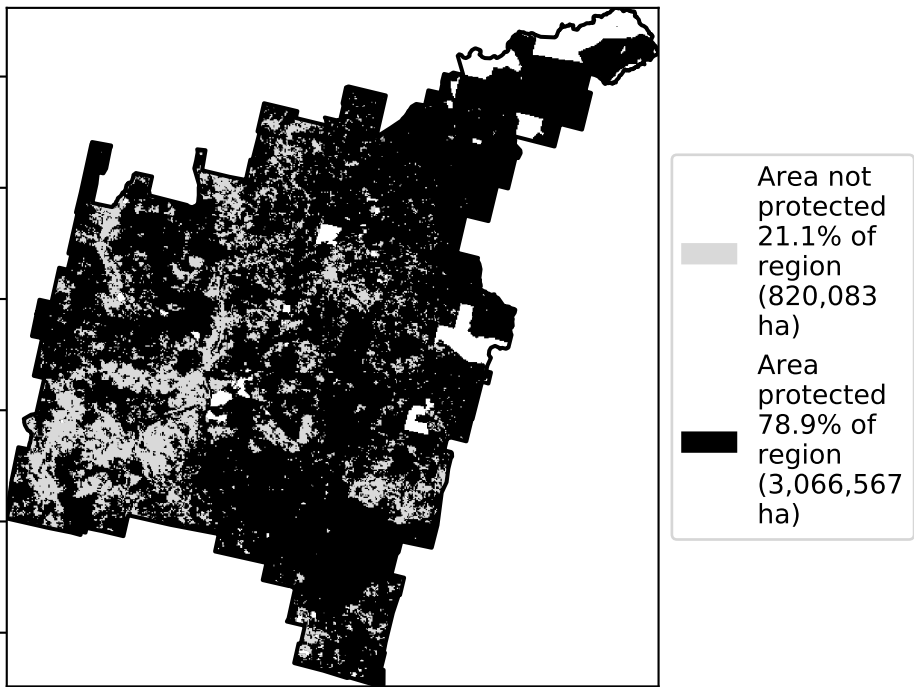 Area not
protected
21.1% of
region
(820,083
ha)
Area
protected
78.9% of
region
(3,066,567
ha)